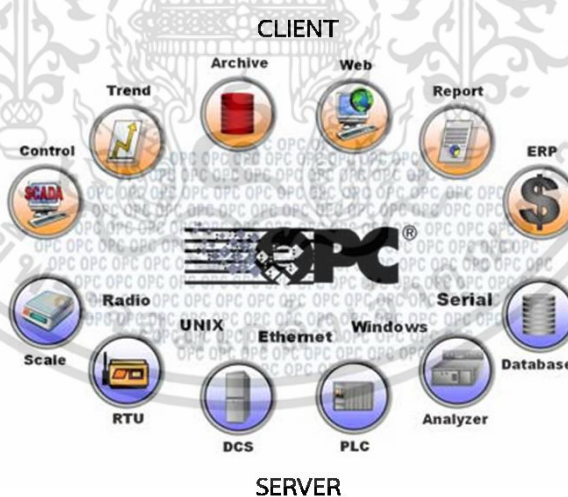 CLIENT
Archive
Web
Trend
Report
Control
ERP
SCADA
$
OPC®
Radio
Serial
UNIX
Ethernet
Windows
Scale
Database
RTU
Analyzer
DCS
PLC
SERVER